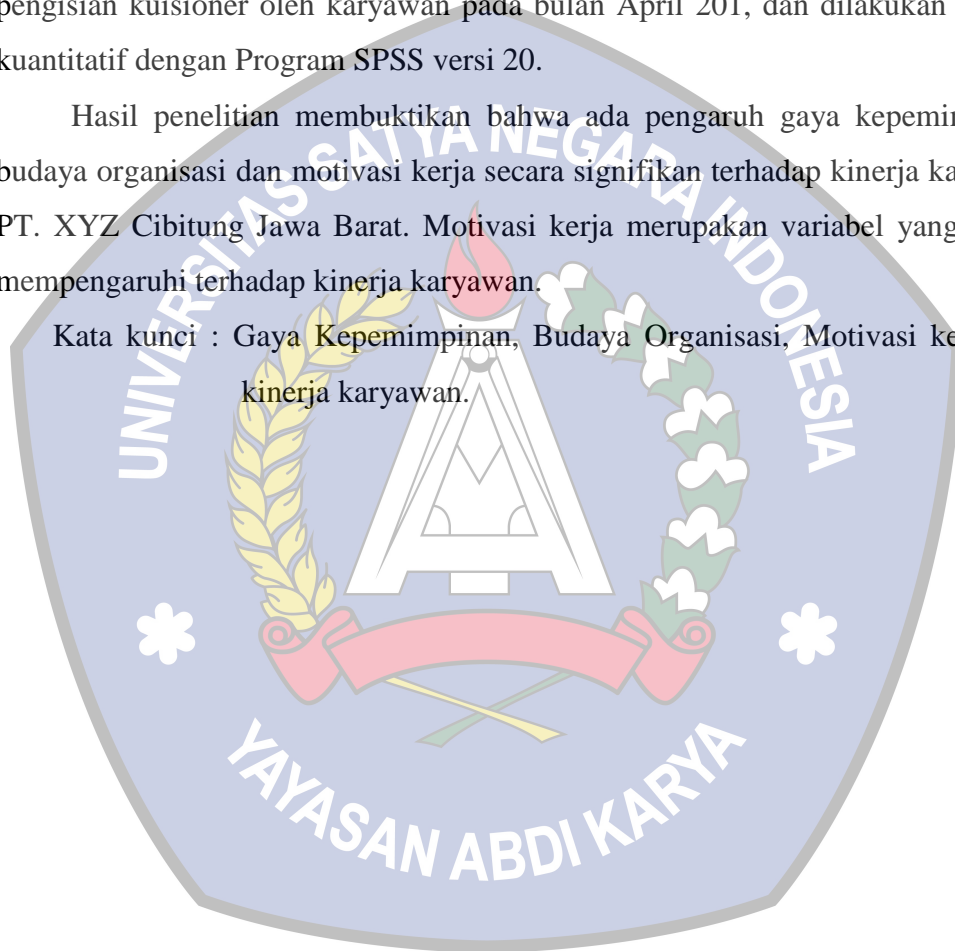 pengisian kuisioner oleh karyawan pada bulan April 201, dan dilakukan
kuantitatif dengan Program SPSS versi 20.
Hasil penelitian membuktikan bahwa ada pengaruh gaya kepemin
budaya organisasi dan motivasi kerja secara signifikan terhadap kinerja ka
PT. XYZ Cibitung Jawa Barat. Motivasi kerja merupakan variabel yang
mempengaruhi terhadap kinerja karyawan.
Kata kunci : Gaya Kepemimpinan, Budaya Organisasi, Motivasi ke
kinerja karyawan.
UNIVERSITAS SATYA NEGARA INDONESIA
YAYASAN ABDI KARYA